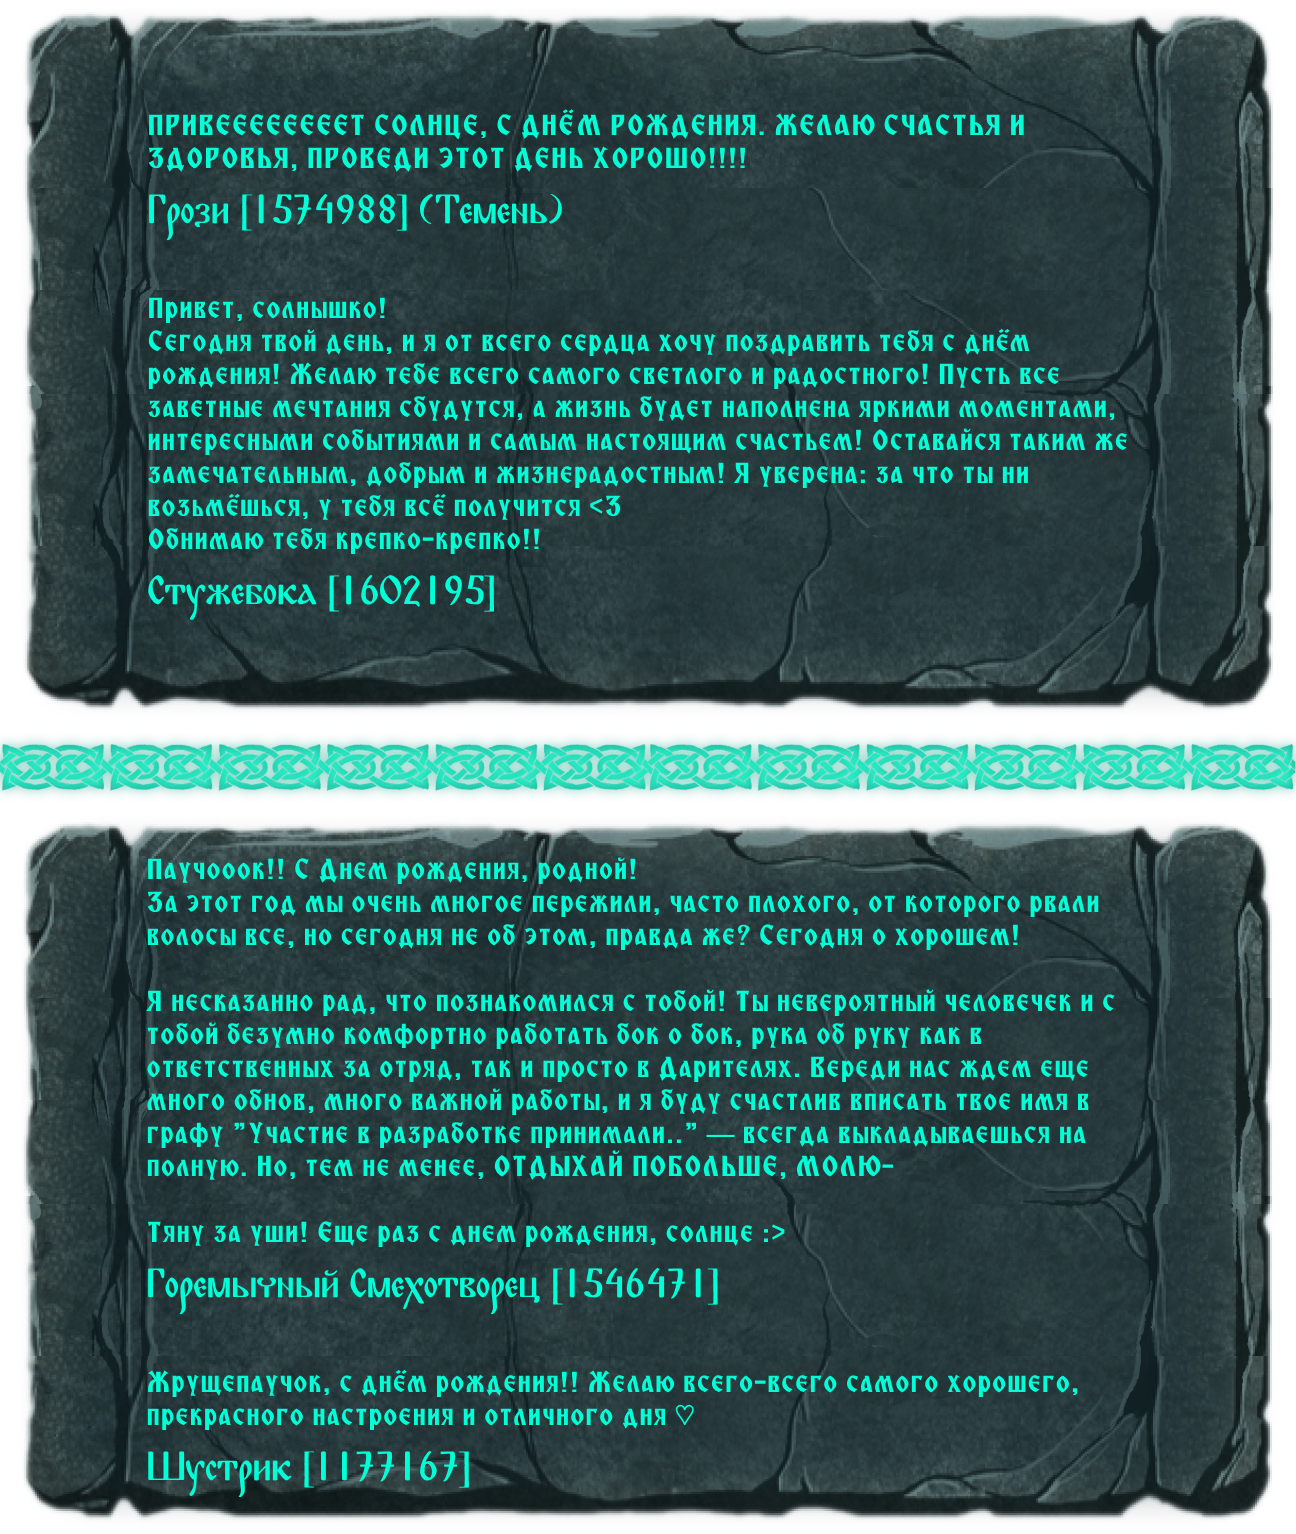 ПРИВЕЕЕЕЕЕЕЕЕТ СОЛНЦЕ, С ДНЁМ РОЖДЕНИЯ. ЖЕЛАЮ СЧАСТЬЯ И
ЗДОРОВЬЯ, ПРОВЕДИ ЭТОТ ДЕНЬ ХОРОШО!!!!
Грози [1574988] (Темень)
Привет, солнышко!
Сегодня твой день, и я от всего сердца хочу поздравить тебя с днём
рождения! Желаю тебе всего самого светлого и радостного! Пусть все
заветные мечтания сбудутся, а жизнь будет наполнена яркими моментами,
интересными событиями и самым настоящим счастьем! Оставайся таким же
замечательным, добрым и жизнерадостным! Я уверена: за что ты ни
возьмёшься, у тебя всё получится <3
Обнимаю тебя крепко-крепко!!
Стужебока [1602195]
Паучооок!! С Днем рождения, родной!
За этот год мы очень многое пережили, часто плохого, от которого рвали
волосы все, но сегодня не об этом, правда же? Сегодня о хорошем!
Я несказанно рад, что познакомился с тобой! Ты невероятный человечек и с
тобой безумно комфортно работать бок о бок, рука об руку как в
ответственных за отряд, так и просто в Дарителях. Вереди нас ждем еще
много обнов, много важной работы, и я буду счастлив вписать твое имя в
графу "Участие в разработке принимали.." — всегда выкладываешься на
полную. Но, тем не менее, ОТДЫХАЙ ПОБОЛЬШЕ, МОЛЮ-
Тяну за уши! Еще раз с днем рождения, солнце :>
Горемычный Смехотворец [1546471]
Жрущепаучок, с днём рождения!! Желаю всего-всего самого хорошего,
прекрасного настроения и отличного дня ♡
Шустрик [1177167]